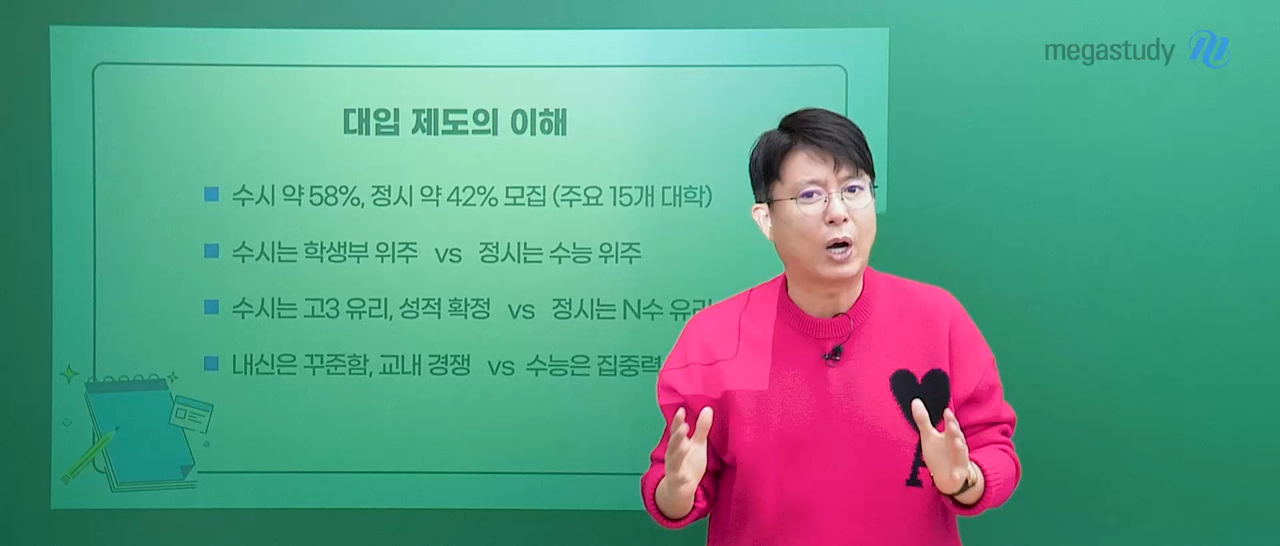 megastudy
대입 제도의 이해
수시 약 58%, 정시 약 42% 모집 (주요 15개 대학)
수시는 학생부 위주 vs 정시는 수능 위주
수시는 고3 유리, 성적 확정 vs 정시는 N수
내신은 꾸준함, 교내 경쟁 vs 수능은 집중력